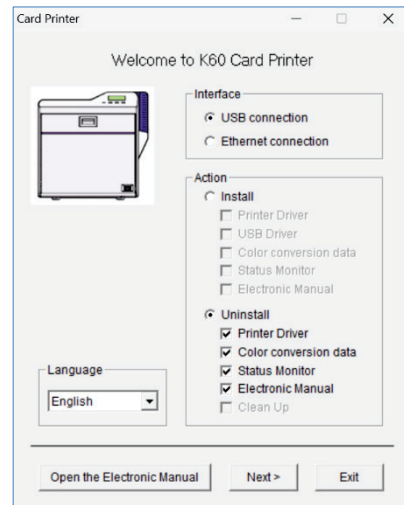 Card Printer
Welcome to K60 Card Printer
Interface
USB connection
Ethernet connection
Action
Install
Printer Driver
USB Driver
Color conversion data
Status Monitor
Electronic Manual
Uninstall
Printer Driver
Color conversion data
Status Monitor
Electronic Manual
Clean Up
Language
English
Open the Electronic Manual
Next >
Exit